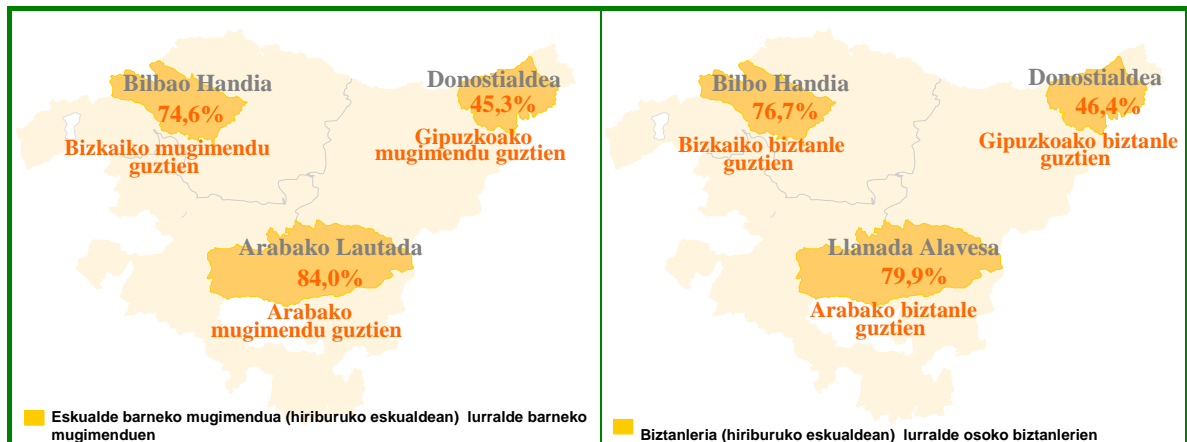 Bilbao Handia
74,6%
Bizkaiko mugimendu
guztien
Donostialdea
45,3%
Gipuzkoako
mugimendu guztien
Arabako Lautada
84,0%
Arabako
mugimendu guztien
Eskualde barneko mugimendua (hiriburuko eskualdean) lurralde barneko
mugimenduen
Bilbo Handia
76,7%
Bizkaiko biztanle
guztien
Donostialdea
46,4%
Gipuzkoako biztanle
guztien
Llanada Alavesa
79,9%
Arabako biztanle
guztien
Biztanleria (hiriburuko eskualdean) lurralde osoko biztanlerien